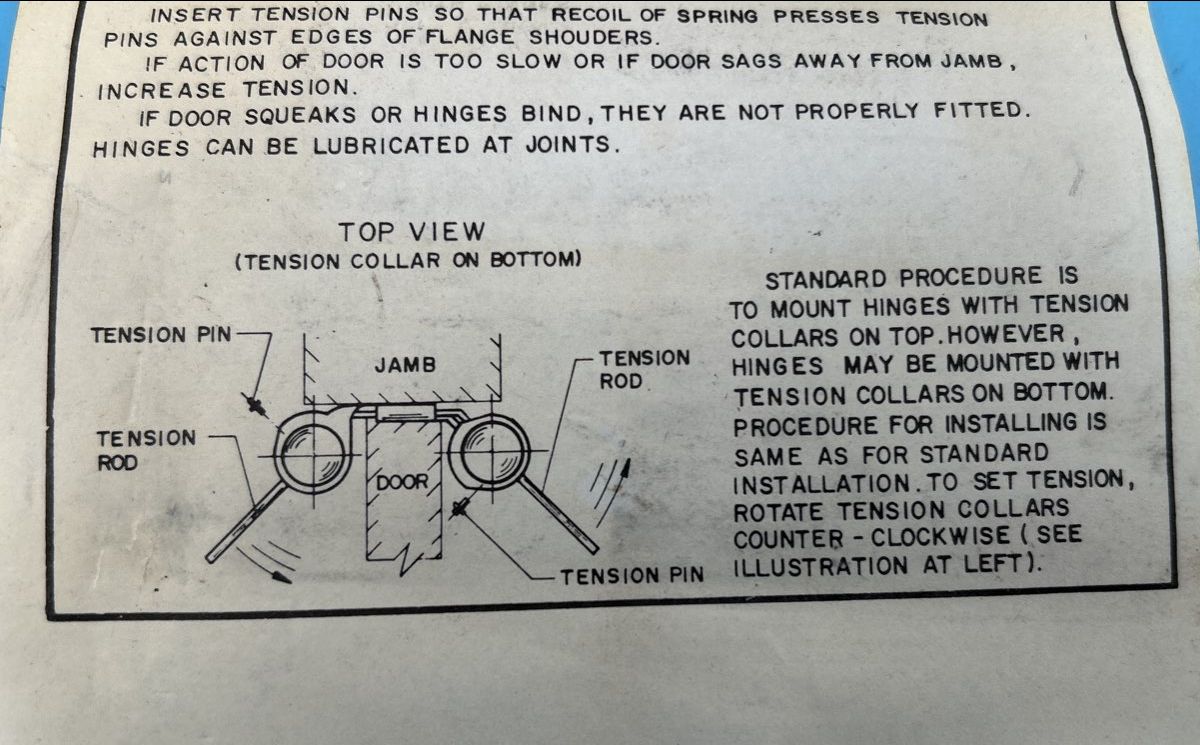 INSERT TENSION PINS SO THAT RECOIL OF SPRING PRESSES TENSION
PINS AGAINST EDGES OF FLANGE SHOUDERS.
IF ACTION OF DOOR IS TOO SLOW OR IF DOOR SAGS AWAY FROM JAMB,
INCREASE TENSION.
IF DOOR SQUEAKS OR HINGES BIND, THEY ARE NOT PROPERLY FITTED.
HINGES CAN BE LUBRICATED AT JOINTS.
TOP VIEW
(TENSION COLLAR ON BOTTOM)
TENSION PIN
JAMB
TENSION
ROD
TENSION
ROD
DOOR
TENSION PIN
STANDARD PROCEDURE IS
TO MOUNT HINGES WITH TENSION
COLLARS ON TOP. HOWEVER,
HINGES MAY BE MOUNTED WITH
TENSION COLLARS ON BOTTOM.
PROCEDURE FOR INSTALLING IS
SAME AS FOR STANDARD
INSTALLATION. TO SET TENSION,
ROTATE TENSION COLLARS
COUNTER - CLOCKWISE ( SEE
ILLUSTRATION AT LEFT).